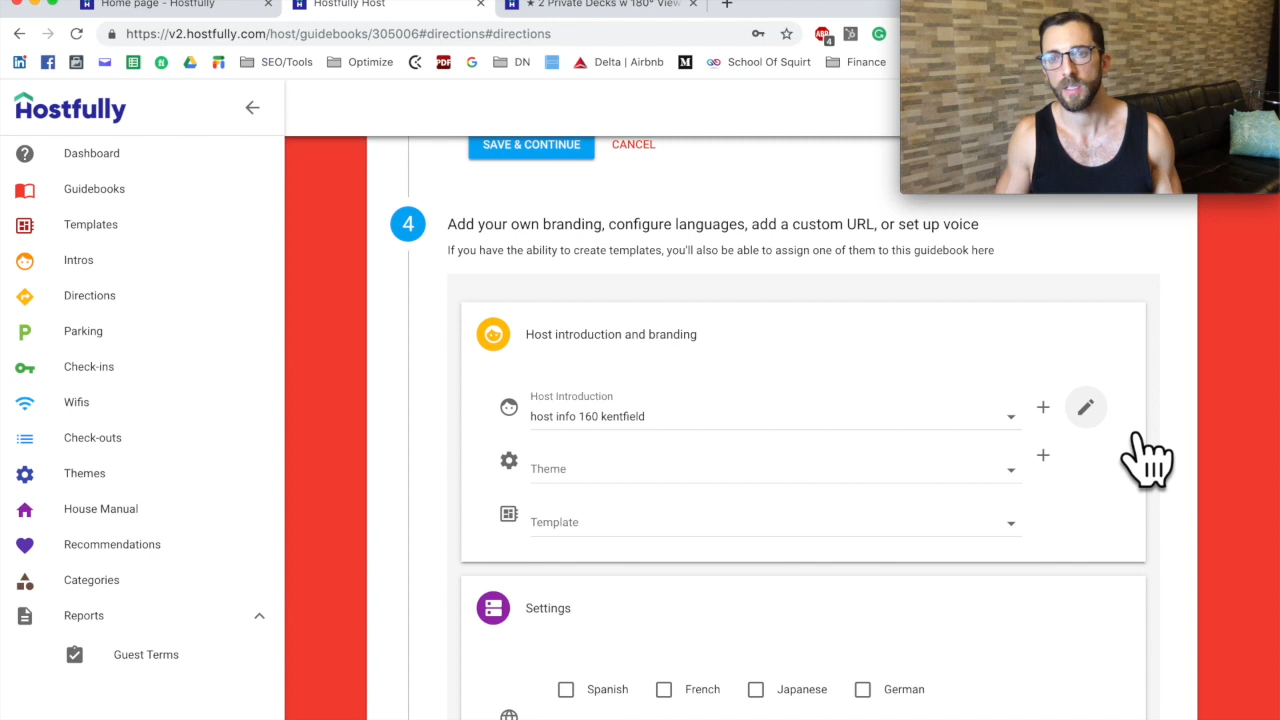 Home page - Hostfully
Hostfully Host
★ 2 Private Decks w 180° View
https://v2.hostfully.com/host/guidebooks/305006#directions#directions
ABP
4
SEO/Tools
Optimize
PDF
DN
Delta | Airbnb
School Of Squirt
Finance
Hostfully
Dashboard
Guidebooks
Templates
Intros
Directions
Parking
Check-ins
Wifis
Check-outs
Themes
House Manual
Recommendations
Categories
Reports
Guest Terms
SAVE & CONTINUE
CANCEL
4
Add your own branding, configure languages, add a custom URL, or set up voice
If you have the ability to create templates, you'll also be able to assign one of them to this guidebook here
Host introduction and branding
Host Introduction
host info 160 kentfield
Theme
Template
Settings
Spanish
French
Japanese
German